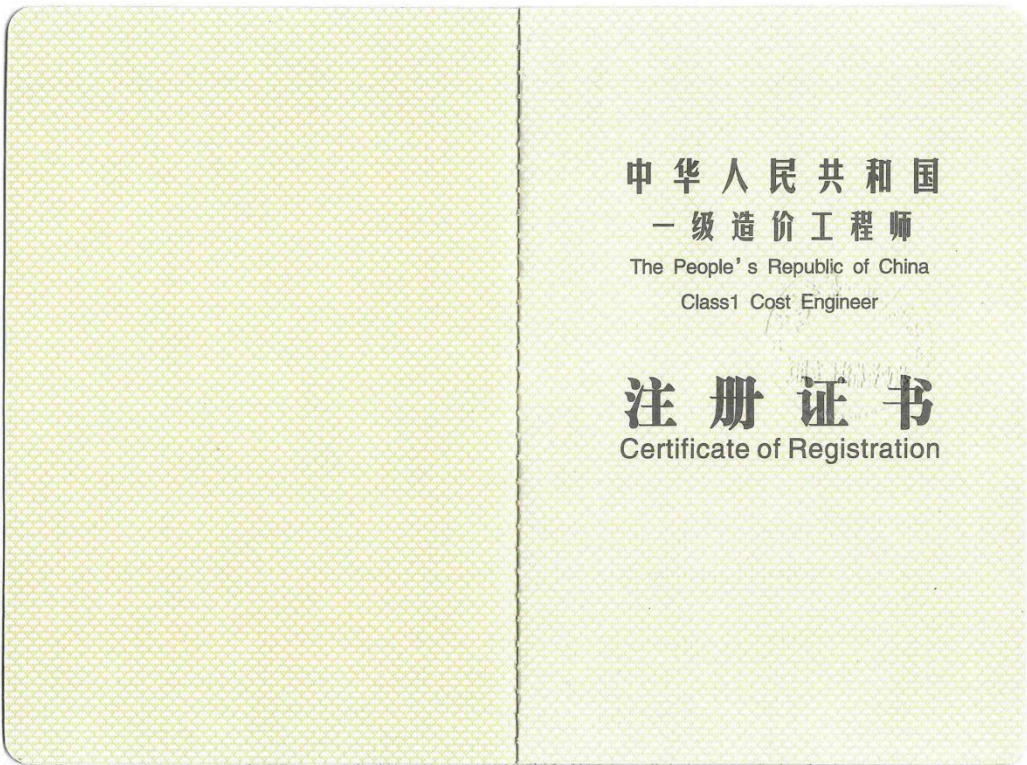 中华人民共和国
一级造价工程师
The People's Republic of China
Class1 Cost Engineer
注册证书
Certificate of Registration